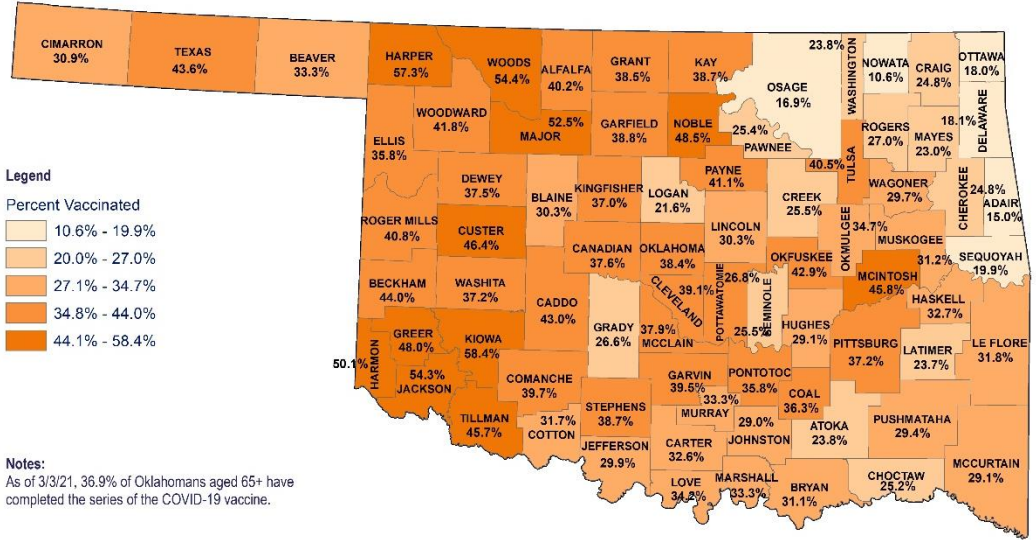 CIMARRON
30.9%
TEXAS
43.6%
BEAVER
33.3%
HARPER
57.3%
WOODS
54.4%
ALFALFA
40.2%
GRANT
38.5%
KAY
38.7%
OSAGE
16.9%
23.8%
WASHINGTON
NOWATA
10.6%
CRAIG
24.8%
OTTAWA
18.0%
WOODWARD
41.8%
52.5%
MAJOR
GARFIELD
38.8%
NOBLE
48.5%
25.4%
PAWNEE
ROGERS
27.0%
MAYES
23.0%
18.1%
DELAWARE
ELLIS
35.8%
DEWEY
37.5%
BLAINE
30.3%
KINGFISHER
37.0%
LOGAN
21.6%
PAYNE
41.1%
CREEK
25.5%
40.5%
TULSA
WAGONER
29.7%
CHEROKEE
24.8%
ADAIR
15.0%
ROGER MILLS
40.8%
CUSTER
46.4%
CANADIAN
37.6%
OKLAHOMA
38.4%
LINCOLN
30.3%
OKFUSKEE
42.9%
OKMULGEE
34.7%
MUSKOGEE
31.2%
SEQUOYAH
19.9%
MCINTOSH
45.8%
BECKHAM
44.0%
WASHITA
37.2%
CADDO
43.0%
GRADY
26.6%
CLEVELAND
39.1%
37.9%
MCCLAIN
POTTAWATOMIE
26.8%
25.5%
SEMINOLE
HUGHES
29.1%
PITTSBURG
37.2%
HASKELL
32.7%
LATIMER
23.7%
LE FLORE
31.8%
50.1%
HARMON
GREER
48.0%
KIOWA
58.4%
54.3%
JACKSON
TILLMAN
45.7%
COMANCHE
39.7%
31.7%
COTTON
STEPHENS
38.7%
JEFFERSON
29.9%
GARVIN
39.5%
33.3%
MURRAY
PONTOTOC
35.8%
COAL
36.3%
29.0%
JOHNSTON
CARTER
32.6%
LOVE
34.2%
MARSHALL
33.3%
BRYAN
31.1%
ATOKA
23.8%
PUSHMATAHA
29.4%
CHOCTAW
25.2%
MCCURTAIN
29.1%
Legend
Percent Vaccinated
10.6% - 19.9%
20.0% - 27.0%
27.1% - 34.7%
34.8% - 44.0%
44.1% - 58.4%
Notes:
As of 3/3/21, 36.9% of Oklahomans aged 65+ have
completed the series of the COVID-19 vaccine.